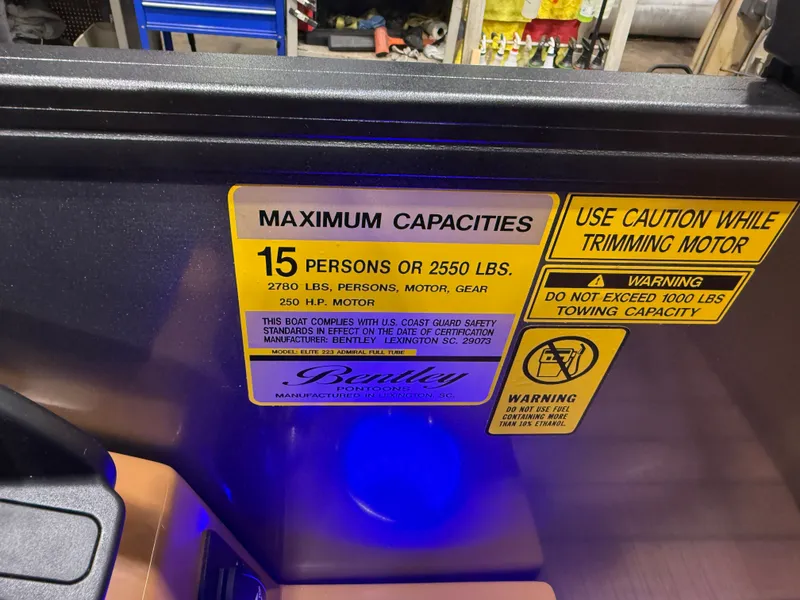 MAXIMUM CAPACITIES
15 PERSONS OR 2550 LBS.
2780 LBS, PERSONS, MOTOR, GEAR
250 H.P. MOTOR
THIS BOAT COMPLIES WITH U.S. COAST GUARD SAFETY
STANDARDS IN EFFECT ON THE DATE OF CERTIFICATION
MANUFACTURER: BENTLEY LEXINGTON SC. 29073
MODEL: ELITE 223 ADMIRAL FULL TUBE
Bentley
PONTOONS
MANUFACTURED IN LEXINGTON SC.
USE CAUTION WHILE
TRIMMING MOTOR
WARNING
DO NOT EXCEED 1000 LBS
TOWING CAPACITY
WARNING
DO NOT USE FUEL
CONTAINING MORE
THAN 10% ETHANOL.